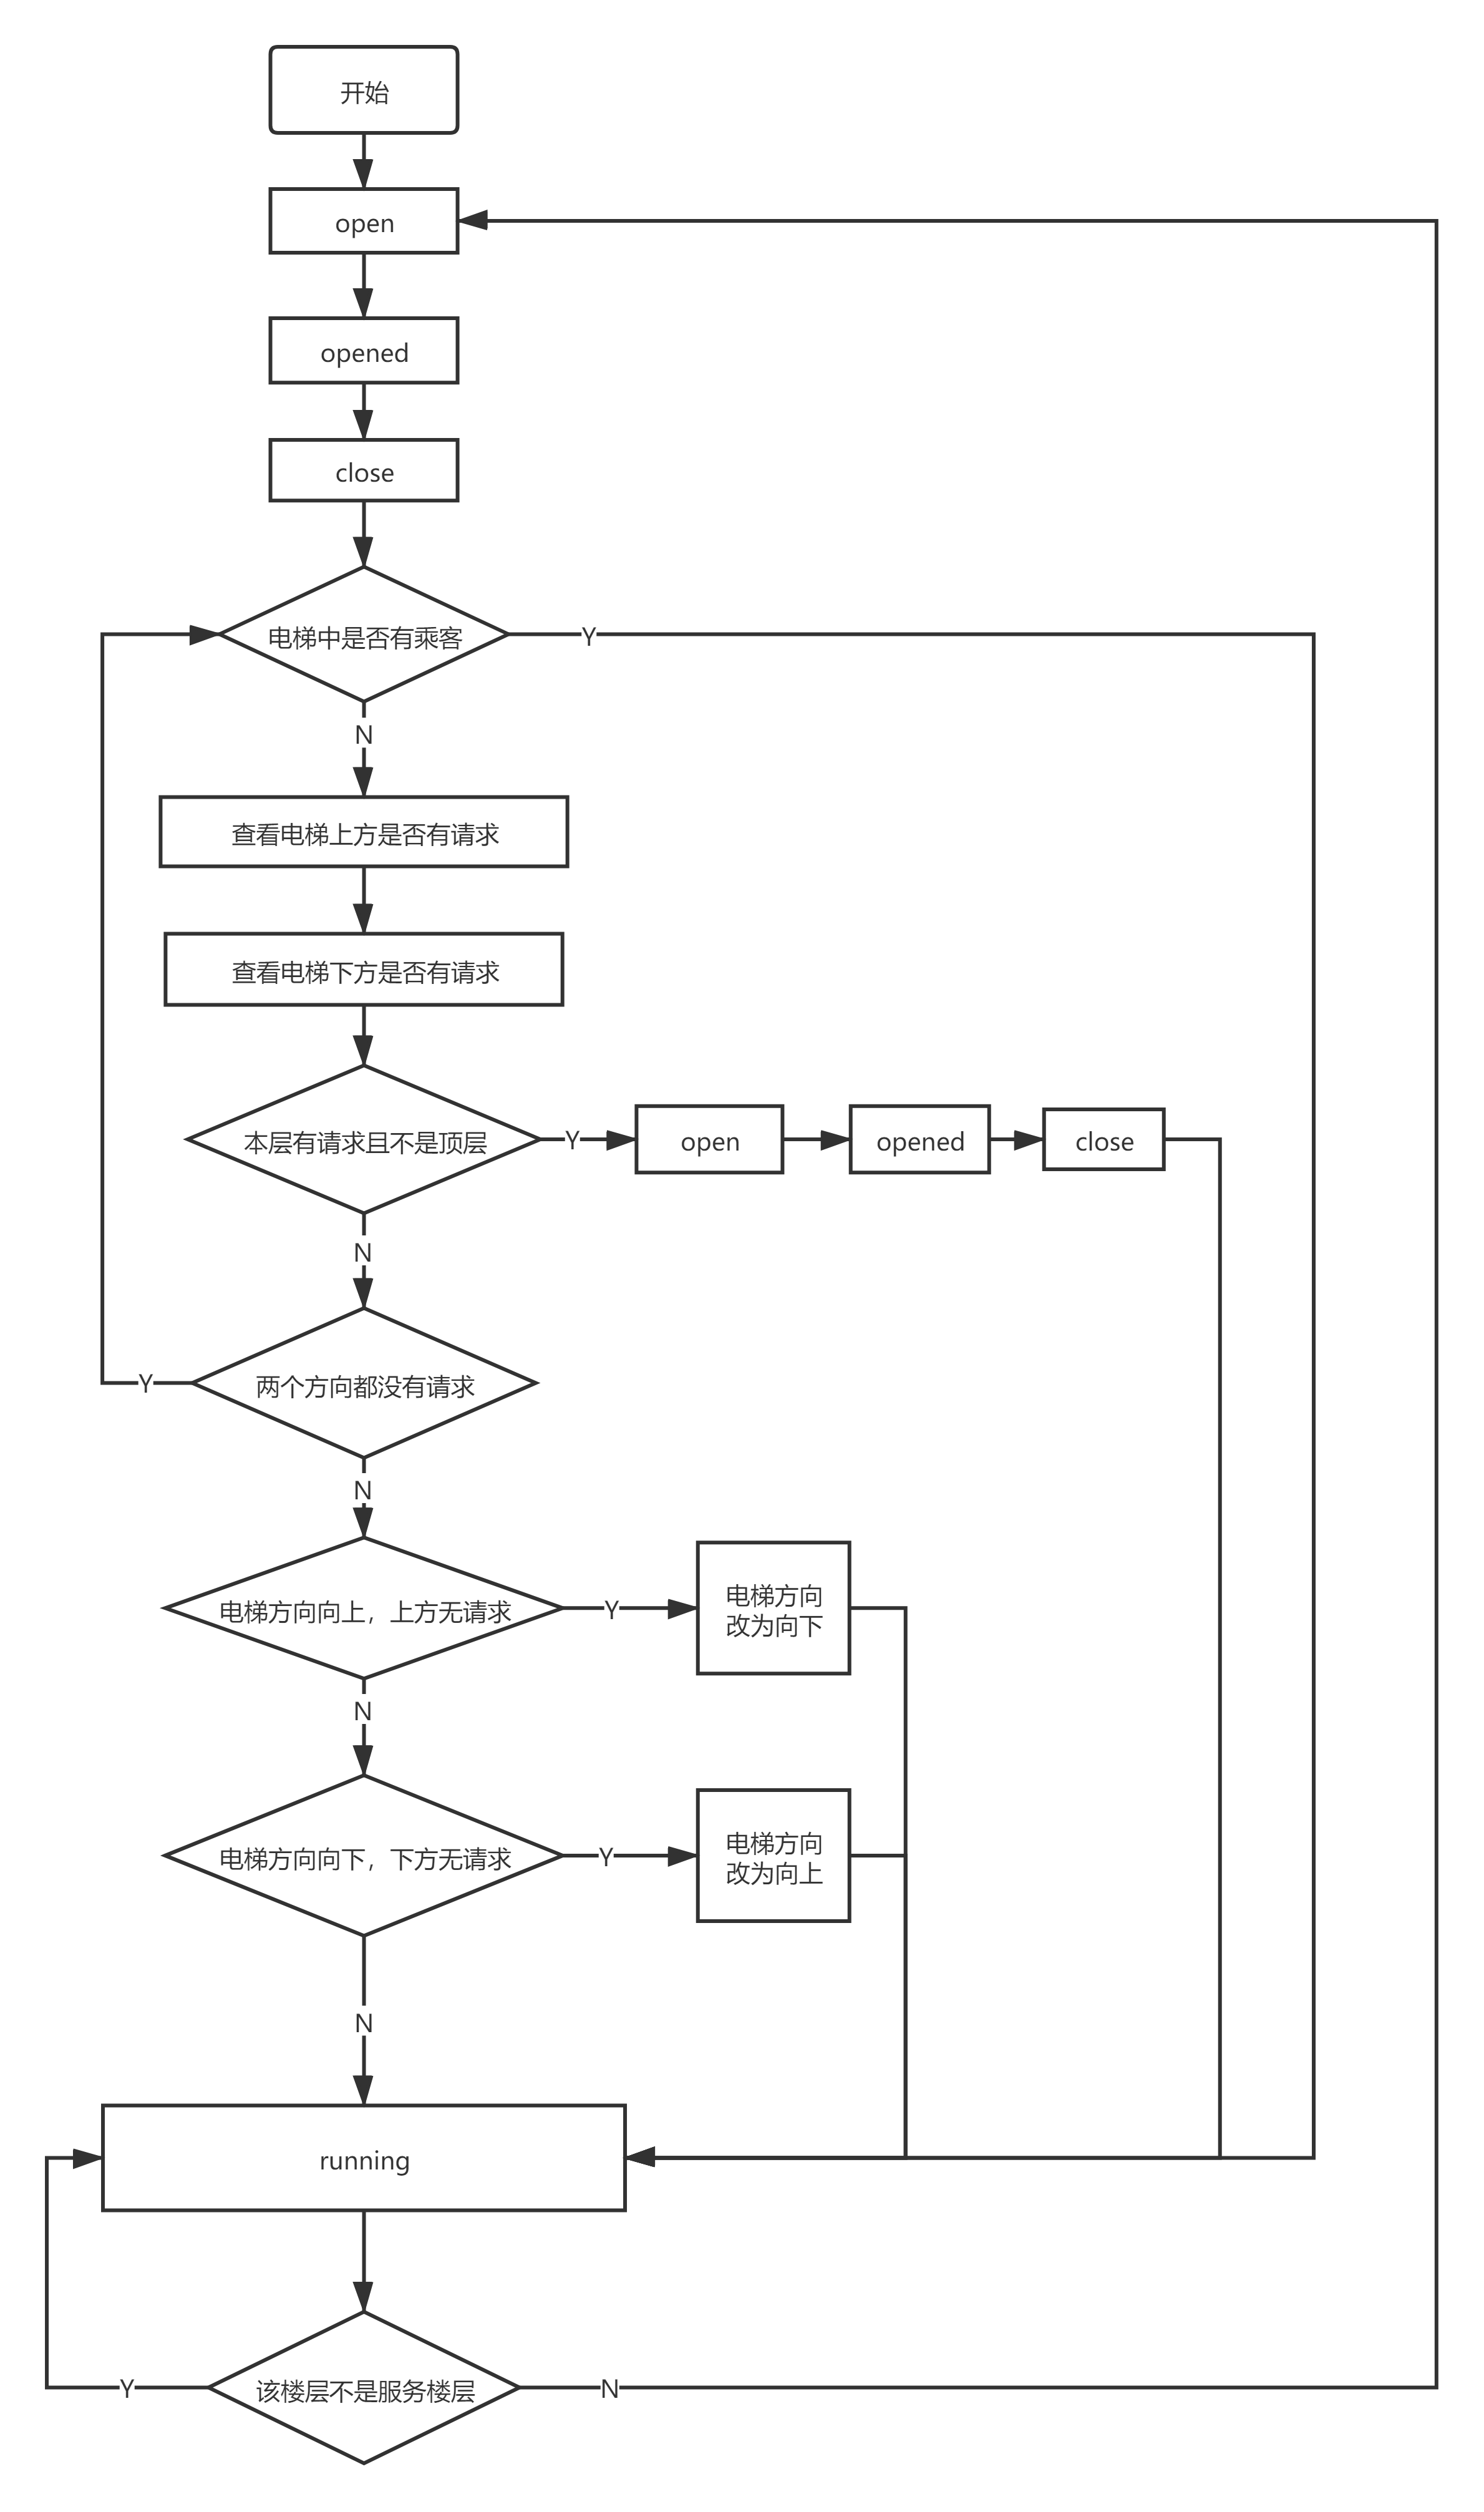 开始
open
opened
close
电梯中是否有乘客
Y
N
查看电梯上方是否有请求
查看电梯下方是否有请求
本层有请求且不是顶层
Y
open
opened
close
N
两个方向都没有请求
Y
N
电梯方向向上，上方无请求
Y
电梯方向
改为向下
N
电梯方向向下，下方无请求
Y
电梯方向
改为向上
N
running
该楼层不是服务楼层
Y
N